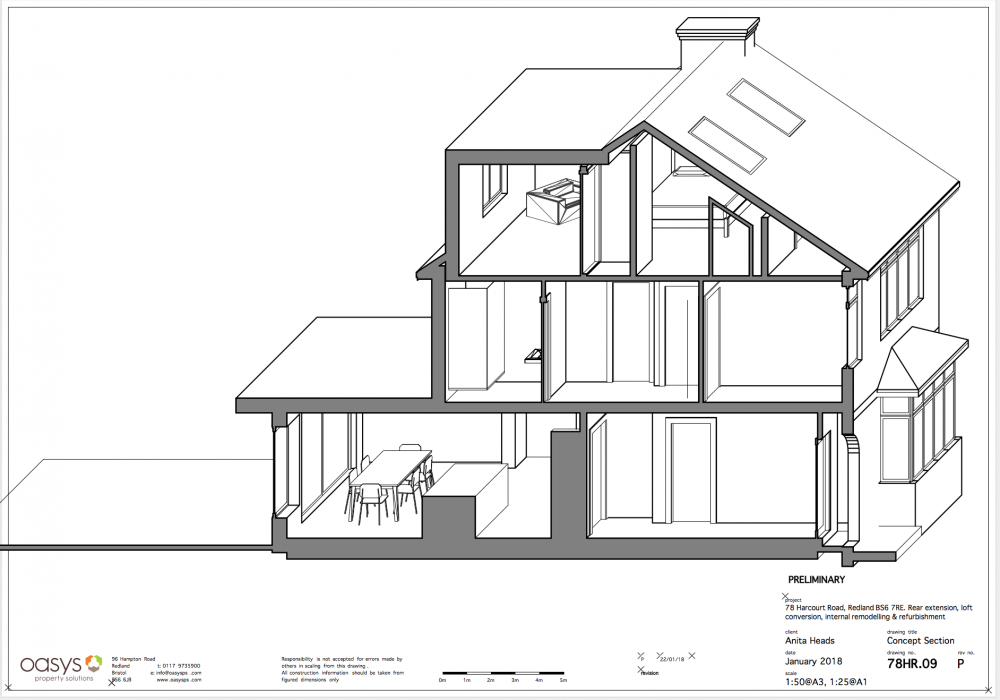 PRELIMINARY
project
78 Harcourt Road, Redland BS6 7RE. Rear extension, loft
conversion, internal remodelling & refurbishment
client
Anita Heads
drawing title
Concept Section
date
January 2018
drawing no.
78HR.09
rev no.
P
scale
1:50@A3, 1:25@A1
oasys
property solutions
96 Hampton Road
Redland
Bristol
BS6 6JB
t: 0117 9735900
e: info@oasysps .com
www.oasysps .com
Responsibility is not accepted for errors made by
others in scaling from this drawing .
All construction information should be taken from
figured dimensions only
0m 1m 2m 3m 4m 5m
P 22/01/18
revision